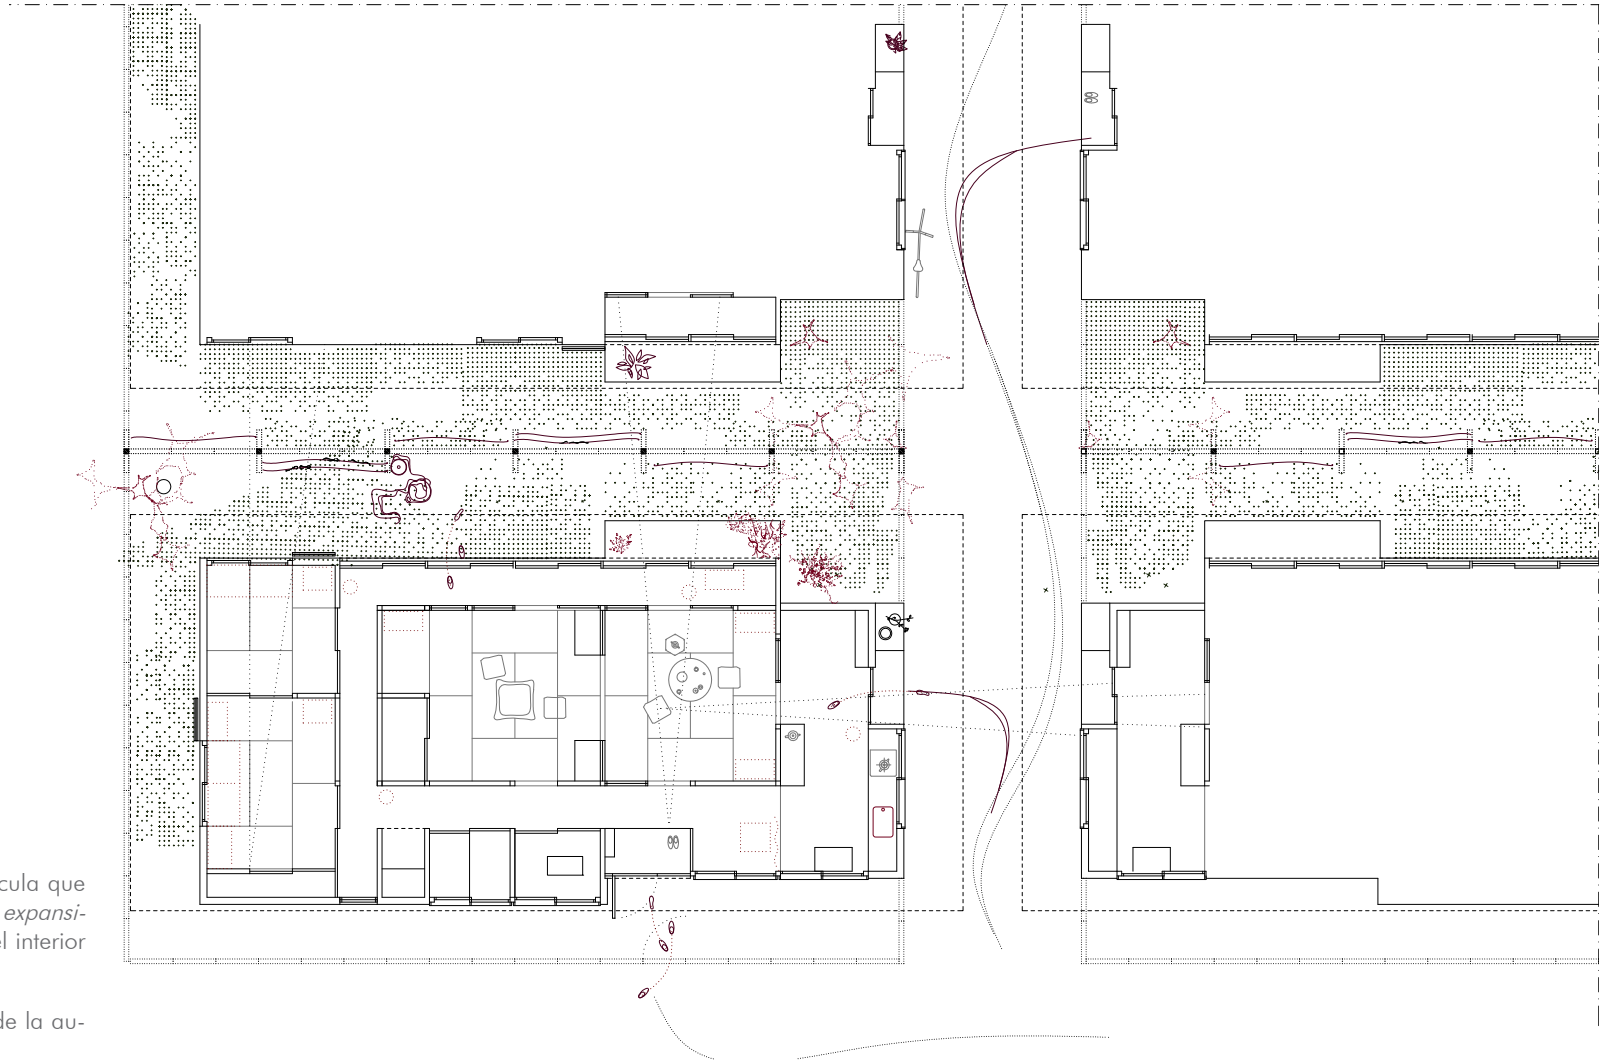 cula que
expansi-
el interior
de la au-